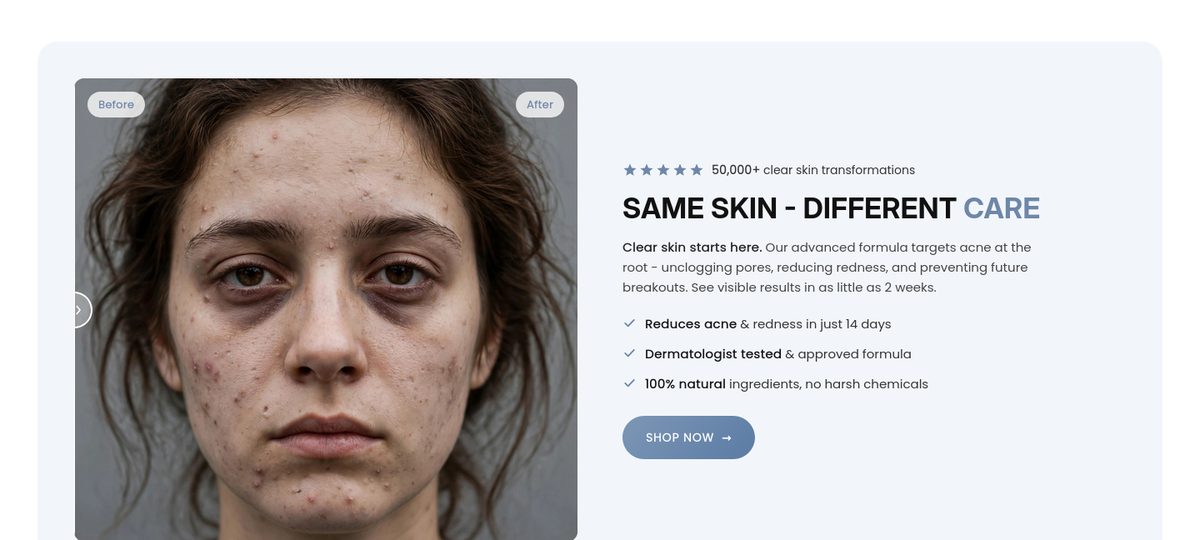 Before
After
50,000+ clear skin transformations
SAME SKIN - DIFFERENT CARE
Clear skin starts here. Our advanced formula targets acne at the
root - unclogging pores, reducing redness, and preventing future
breakouts. See visible results in as little as 2 weeks.
Reduces acne & redness in just 14 days
Dermatologist tested & approved formula
100% natural ingredients, no harsh chemicals
SHOP NOW →